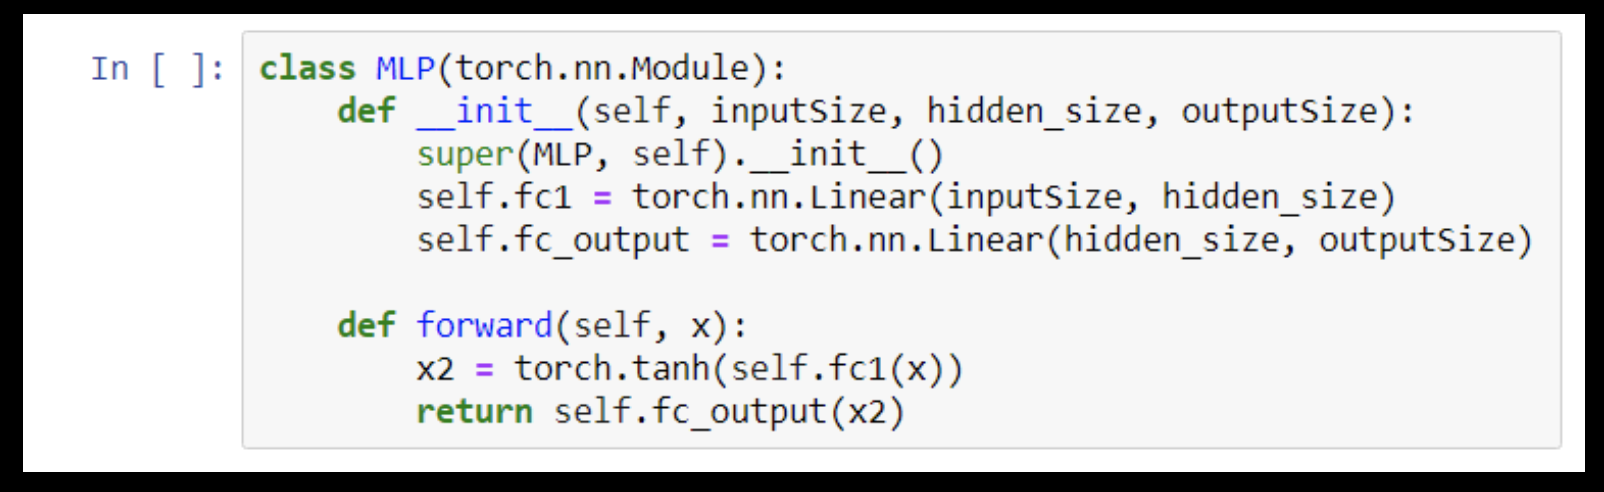 In [ ]: class MLP(torch.nn.Module):
    def __init__(self, inputSize, hidden_size, outputSize):
        super(MLP, self).__init__()
        self.fc1 = torch.nn.Linear(inputSize, hidden_size)
        self.fc_output = torch.nn.Linear(hidden_size, outputSize)

    def forward(self, x):
        x2 = torch.tanh(self.fc1(x))
        return self.fc_output(x2)